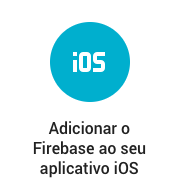 iOS
Adicionar o
Firebase ao seu
aplicativo iOS